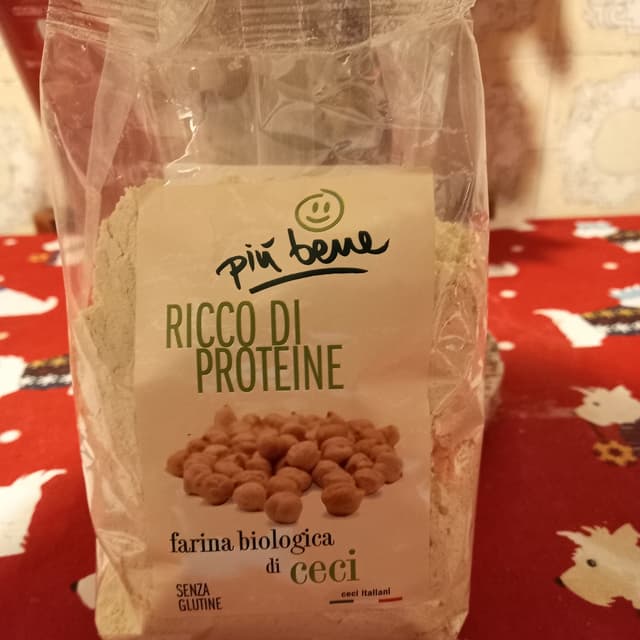 più bene
RICCO DI
PROTEINE
farina biologica
di ceci
SENZA
GLUTINE
ceci italiani